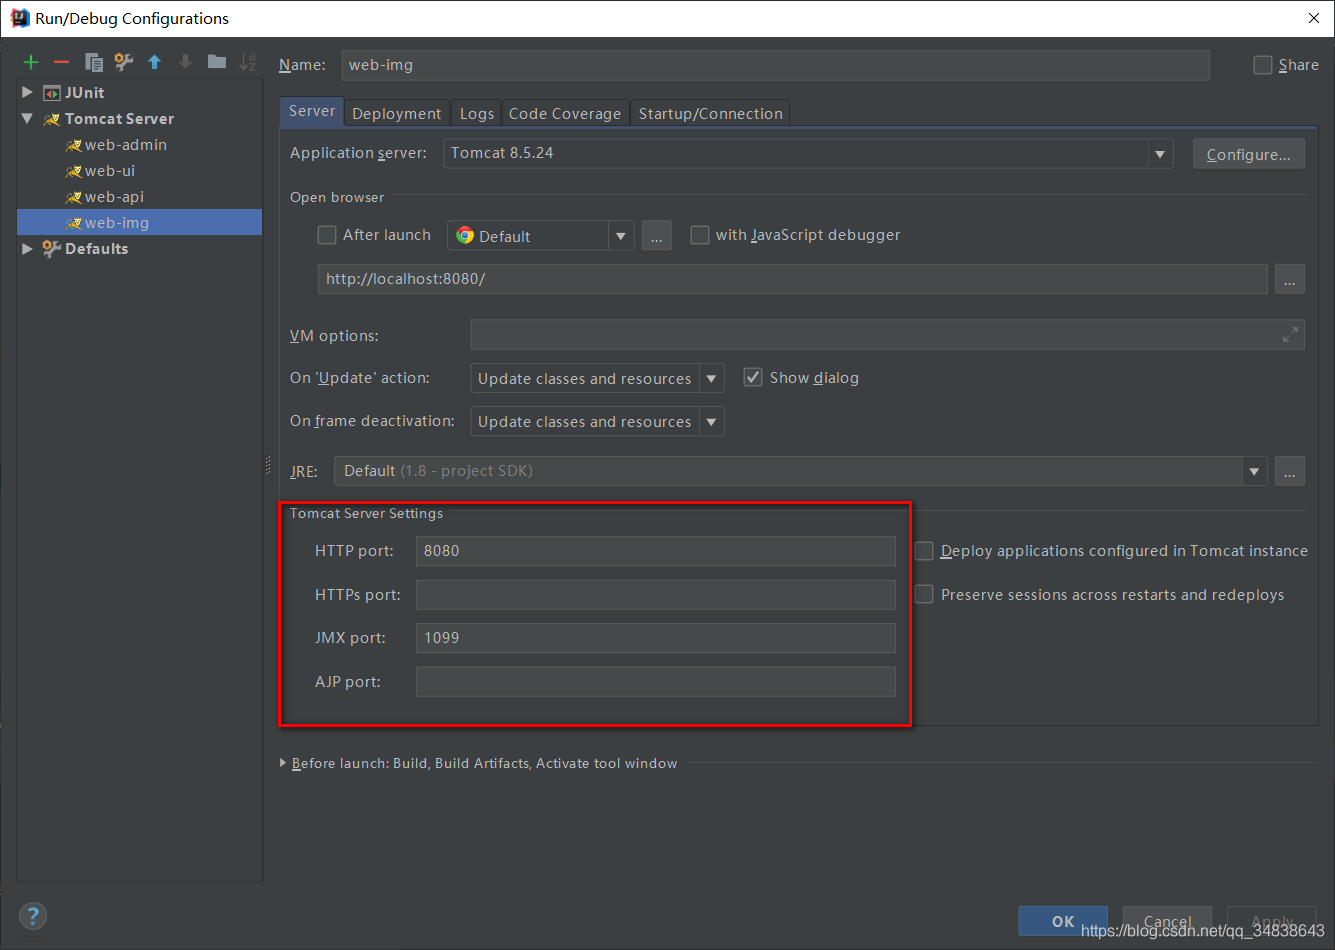 Run/Debug Configurations
Name: web-img Share
JUnit
Tomcat Server
web-admin
web-ui
web-api
web-img
Defaults
Server Deployment Logs Code Coverage Startup/Connection
Application server: Tomcat 8.5.24 Configure...
Open browser
After launch Default ... with JavaScript debugger
http://localhost:8080/ ...
VM options:
On 'Update' action: Update classes and resources Show dialog
On frame deactivation: Update classes and resources
JRE: Default (1.8 - project SDK) ...
Tomcat Server Settings
HTTP port: 8080 Deploy applications configured in Tomcat instance
HTTPs port: Preserve sessions across restarts and redeploys
JMX port: 1099
AJP port:
Before launch: Build, Build Artifacts, Activate tool window
? OK Cancel Apply
https://blog.csdn.net/qq_34838643